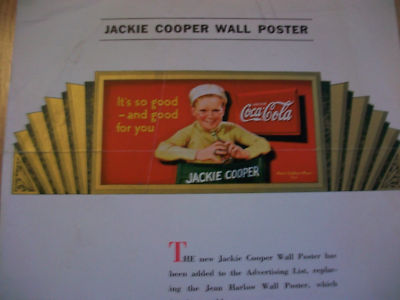 JACKIE COOPER WALL POSTER
It's so good
– and good
for you
DRINK
Coca-Cola
JACKIE COOPER
THE new Jackie Cooper Wall Poster has
been added to the Advertising List, replac-
ing the Jean Harlow Wall Poster, which